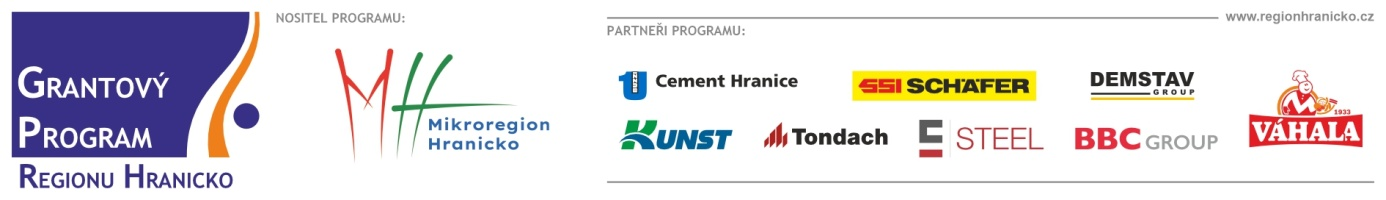 GRANTOVÝ
PROGRAM
REGIONU HRANICKO
NOSITEL PROGRAMU:
MH
Mikroregion
Hranicko
www.regionhranicko.cz
PARTNEŘI PROGRAMU:
Cement Hranice
SSI SCHÄFER
DEMSTAV
GROUP
1933
VÁHALA
KUNST
Tondach
STEEL
BBC GROUP